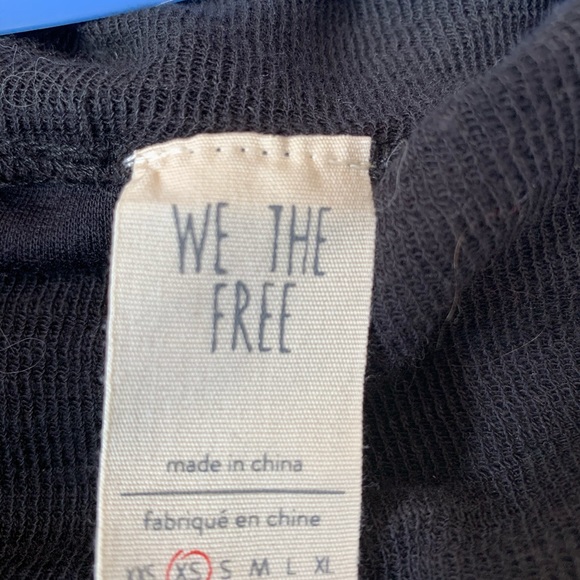 WE THE
FREE
made in china
fabriqué en chine
XXS XS S M L XL